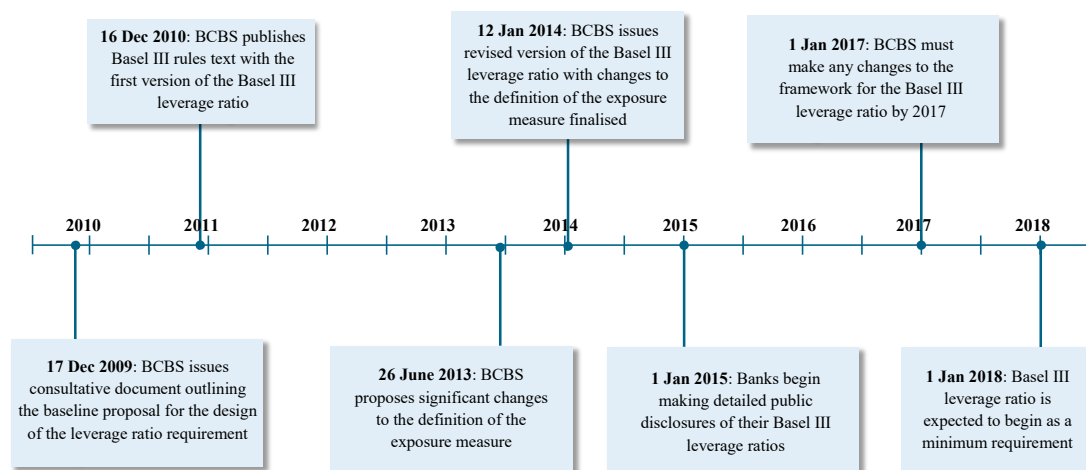 16 Dec 2010: BCBS publishes
Basel III rules text with the
first version of the Basel III
leverage ratio
12 Jan 2014: BCBS issues
revised version of the Basel III
leverage ratio with changes to
the definition of the exposure
measure finalised
1 Jan 2017: BCBS must
make any changes to the
framework for the Basel III
leverage ratio by 2017
2010
2011
2012
2013
2014
2015
2016
2017
2018
17 Dec 2009: BCBS issues
consultative document outlining
the baseline proposal for the design
of the leverage ratio requirement
26 June 2013: BCBS
proposes significant changes
to the definition of the
exposure measure
1 Jan 2015: Banks begin
making detailed public
disclosures of their Basel III
leverage ratios
1 Jan 2018: Basel III
leverage ratio is
expected to begin as a
minimum requirement